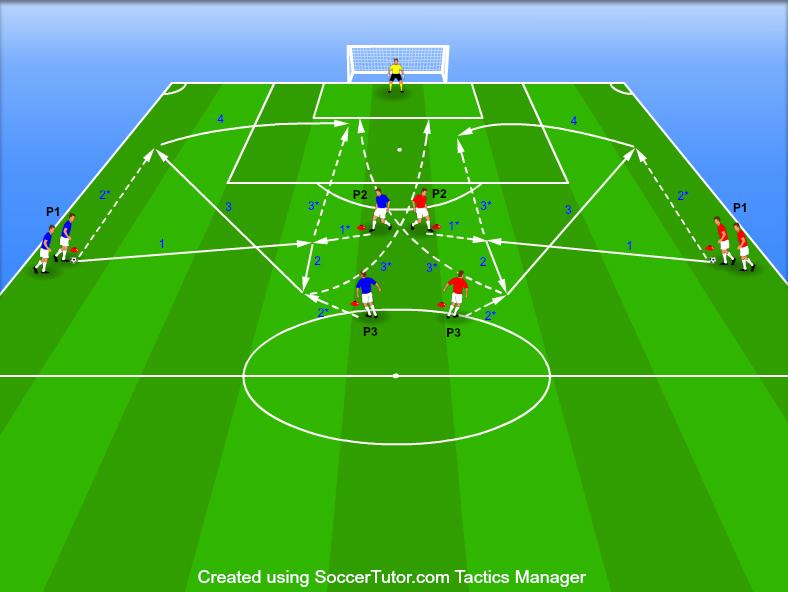 4
4
2*
2*
P2
P2
3
3*
3*
3
P1
P1
1*
1*
1
1
2
2
3*
3*
2*
2*
P3
P3
Created using SoccerTutor.com Tactics Manager